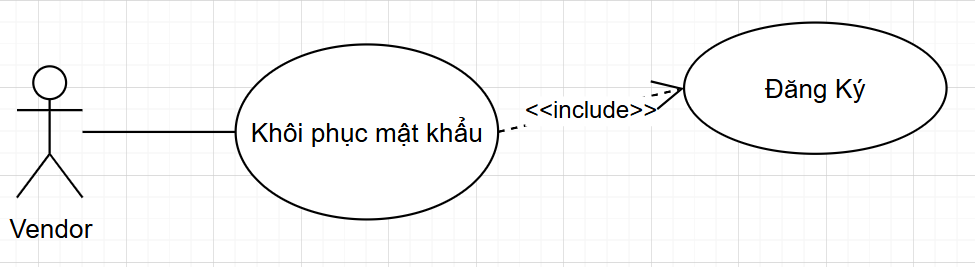 Khôi phục mật khẩu
<<include>>
Đăng Ký
Vendor